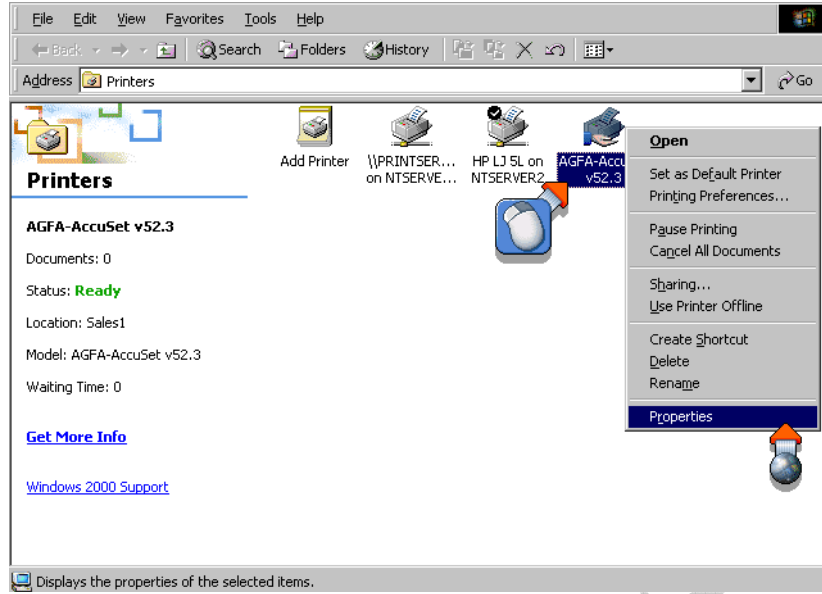 File Edit View Favorites Tools Help
Back Search Folders History
Address Printers Go
Add Printer
\\PRINTSER...
on NTSERVE...
HP LJ 5L on
NTSERVER2
AGFA-Accu
v52.3
Printers
AGFA-AccuSet v52.3
Documents: 0
Status: Ready
Location: Sales1
Model: AGFA-AccuSet v52.3
Waiting Time: 0
Get More Info
Windows 2000 Support
Open
Set as Default Printer
Printing Preferences...
Pause Printing
Cancel All Documents
Sharing...
Use Printer Offline
Create Shortcut
Delete
Rename
Properties
Displays the properties of the selected items.